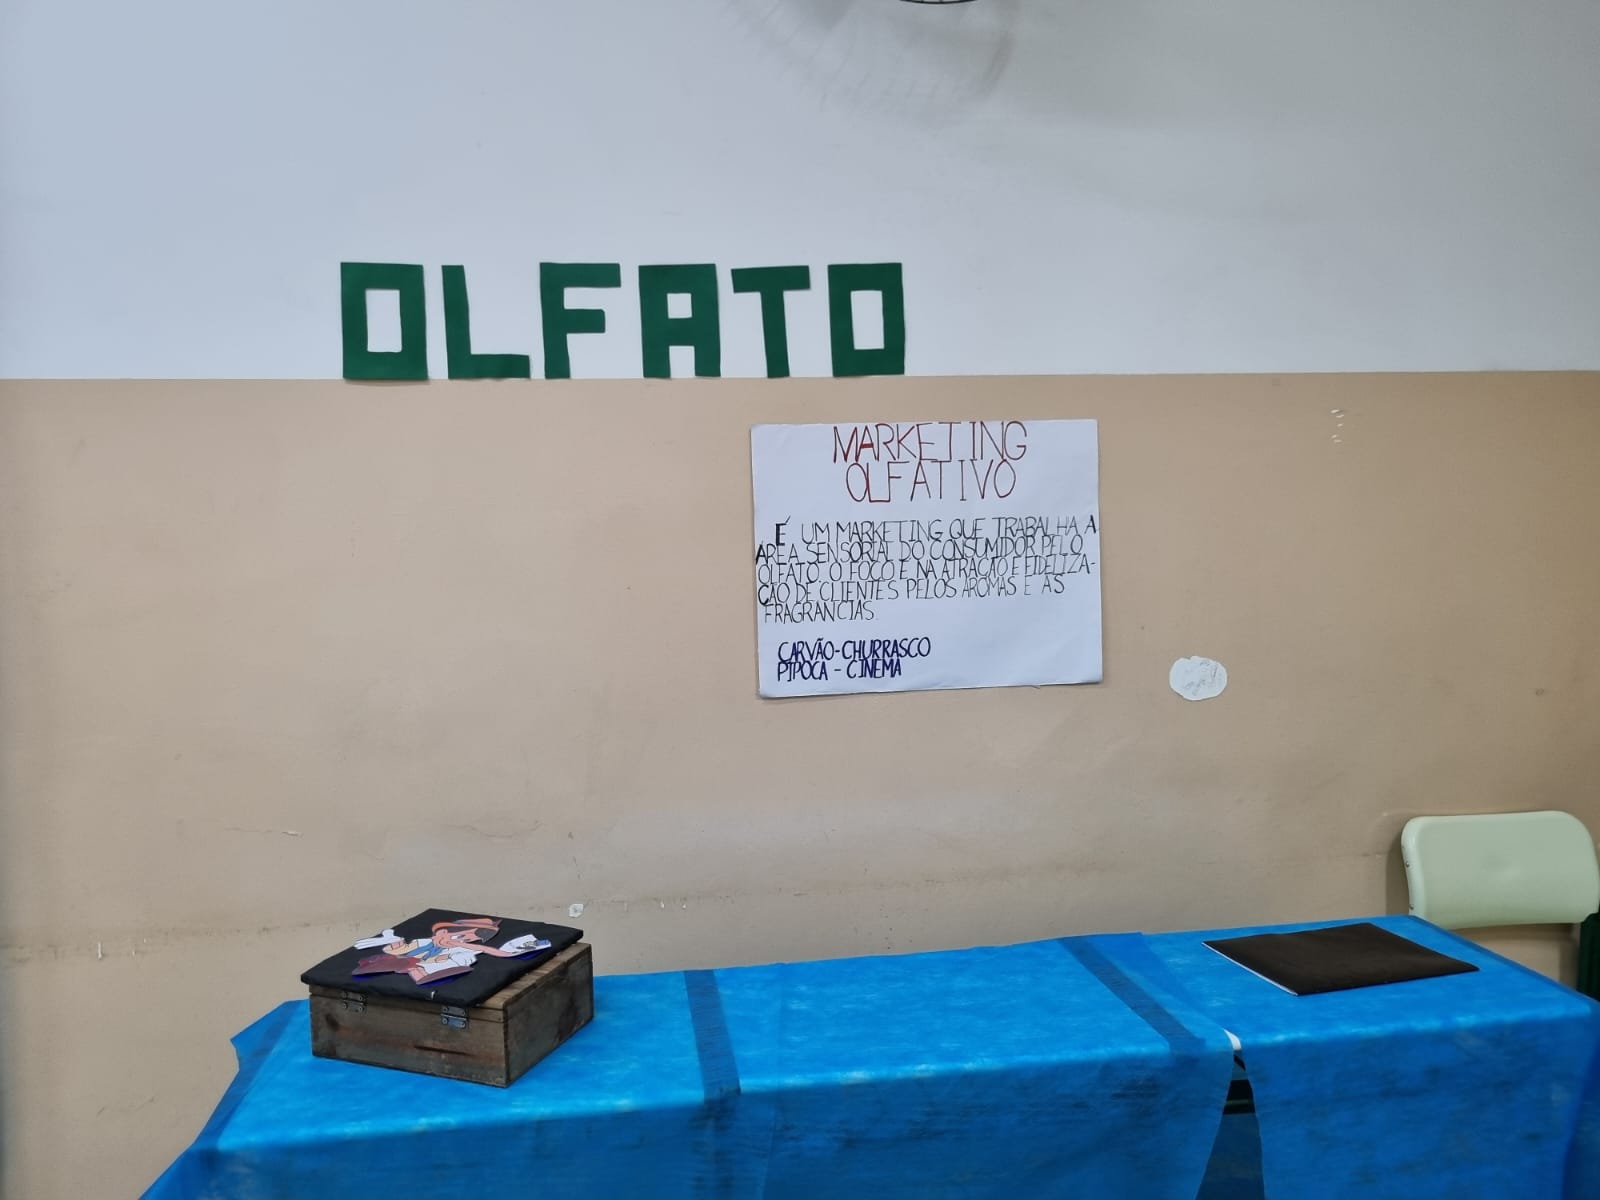 OLFATO
MARKETING
OLFATIVO
É UM MARKETING QUE TRABALHA A
ÁREA SENSORIAL DO CONSUMIDOR PELO
OLFATO. O FOCO É NA ATRAÇÃO E FIDELIZA-
ÇÃO DE CLIENTES PELOS AROMAS E AS
FRAGRÂNCIAS.
CARVÃO-CHURRASCO
PIPOCA - CINEMA